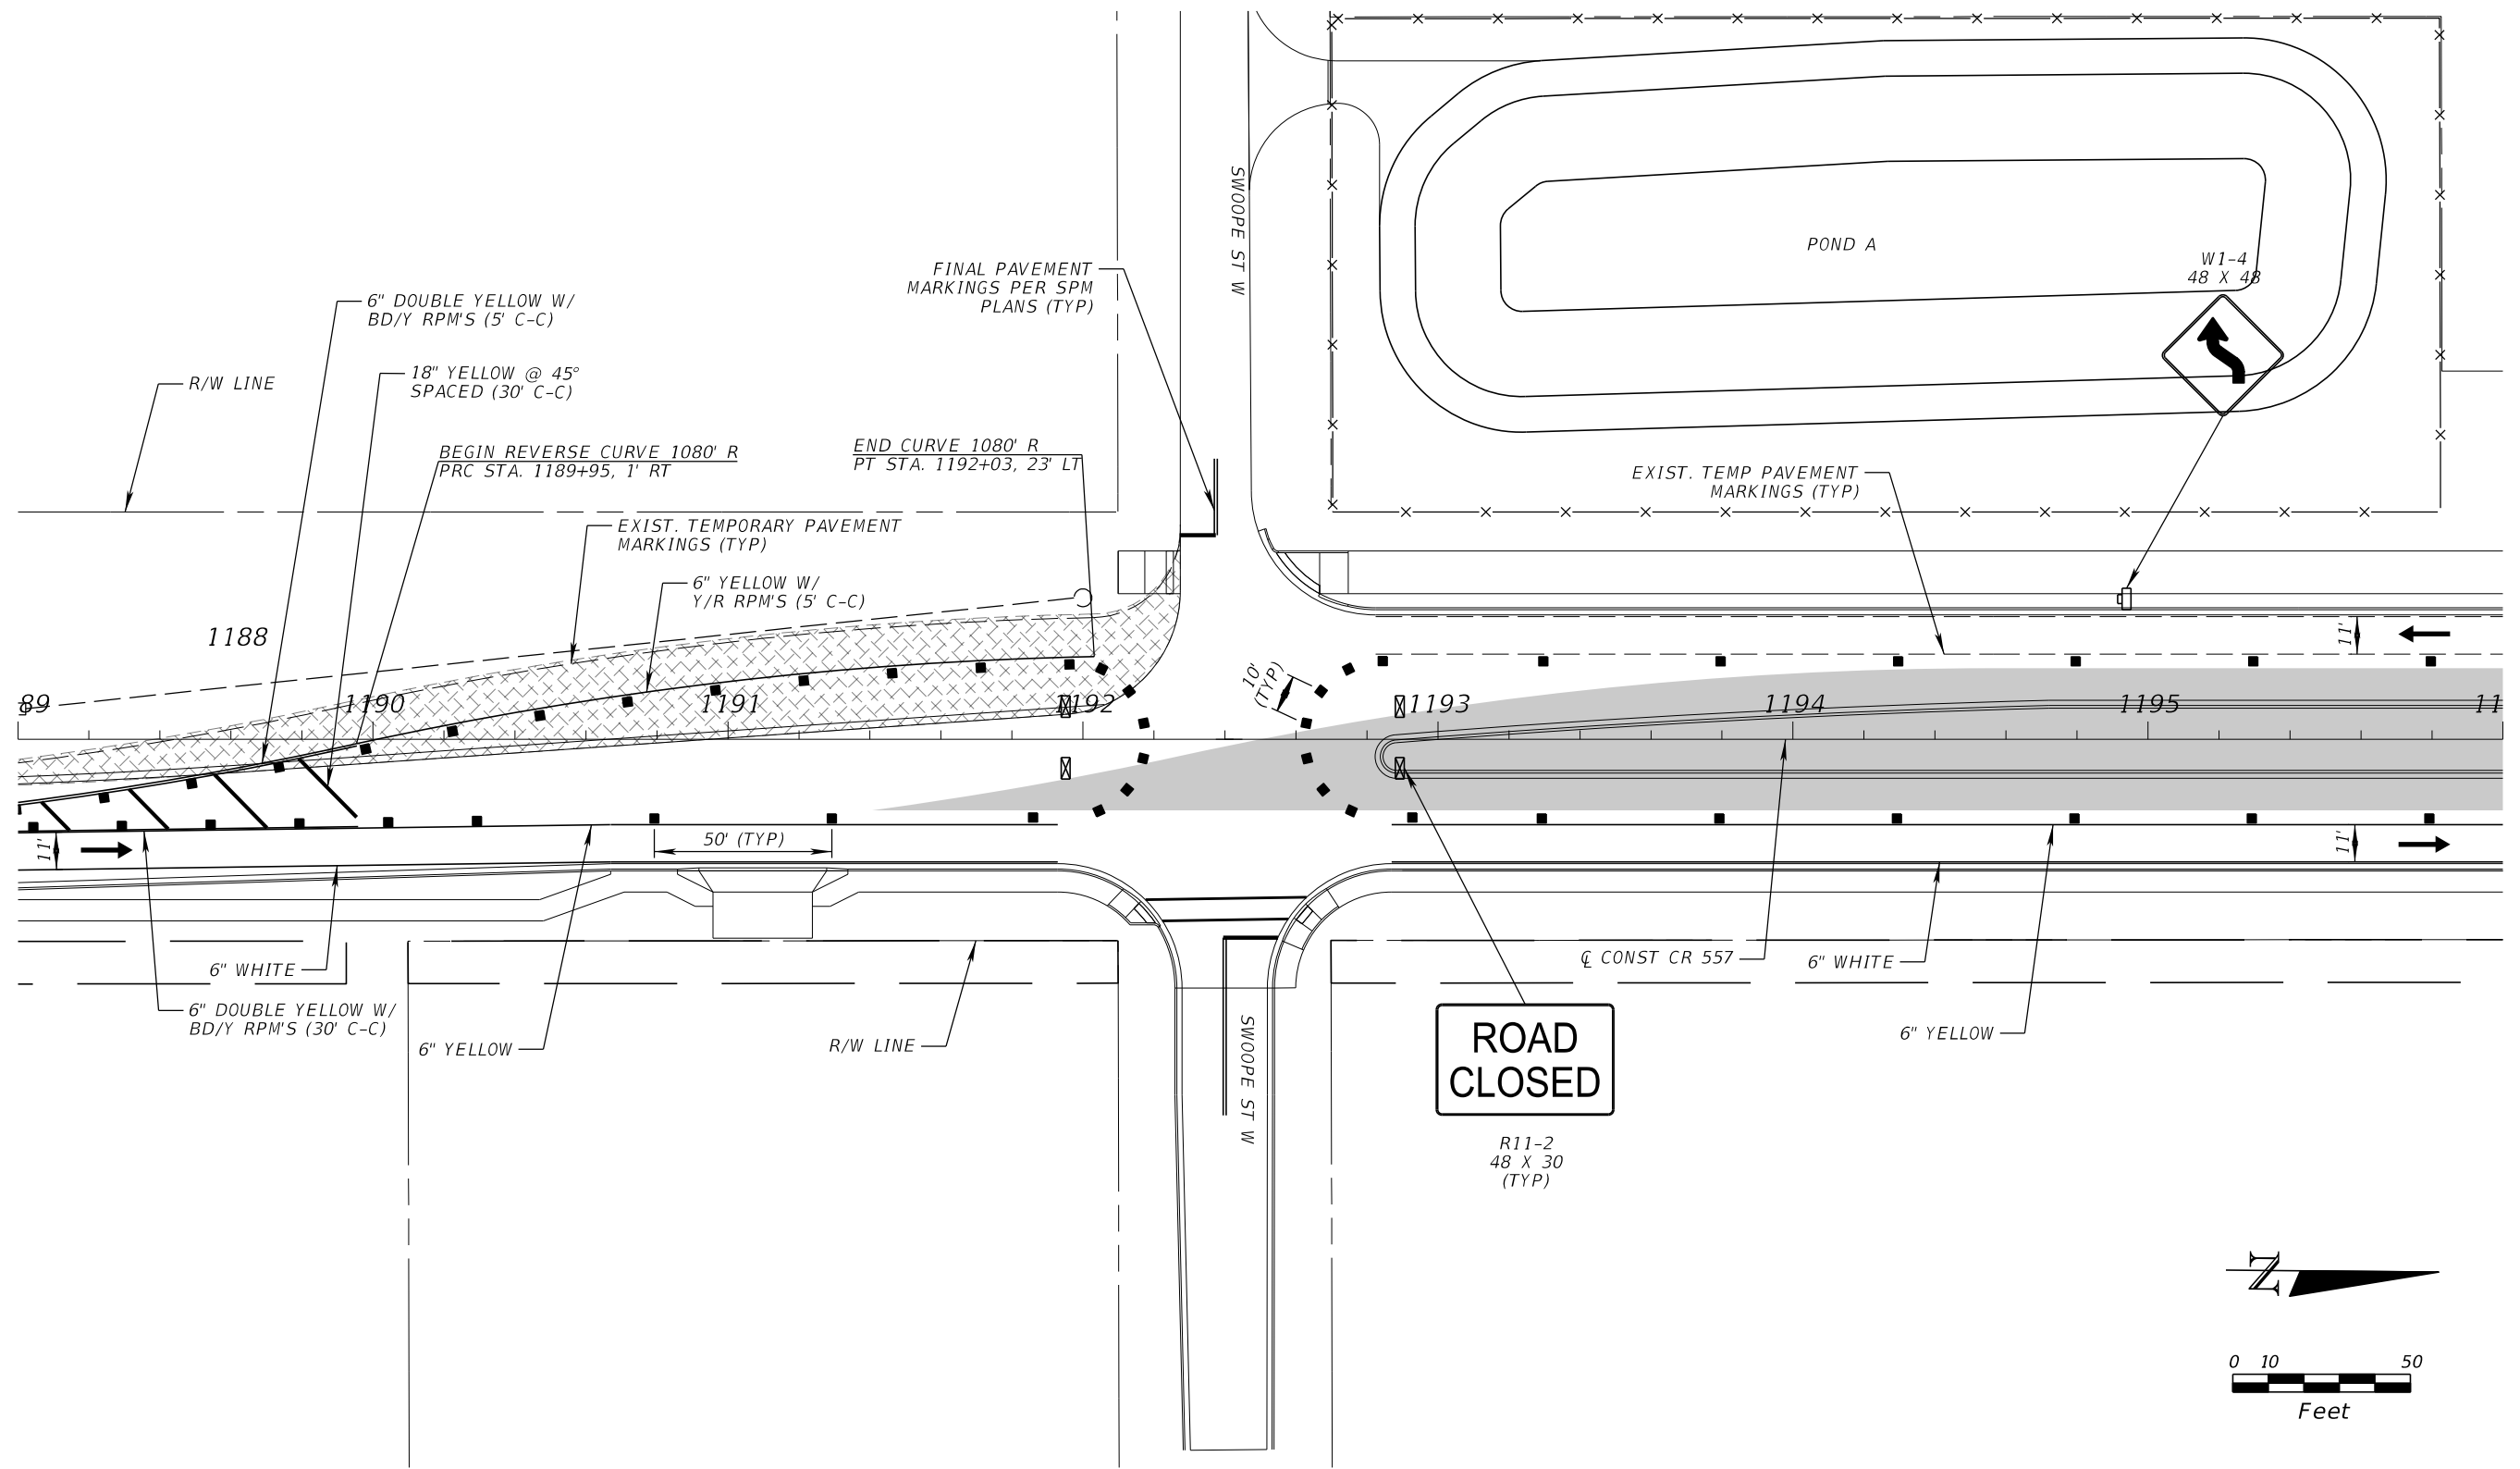 SWOOPE ST W
POND A
W1-4
48 X 48
FINAL PAVEMENT
MARKINGS PER SPM
PLANS (TYP)
6" DOUBLE YELLOW W/
BD/Y RPM'S (5' C-C)
18" YELLOW @ 45°
SPACED (30' C-C)
R/W LINE
BEGIN REVERSE CURVE 1080' R
PRC STA. 1189+95, 1' RT
END CURVE 1080' R
PT STA. 1192+03, 23' LT
EXIST. TEMP PAVEMENT
MARKINGS (TYP)
EXIST. TEMPORARY PAVEMENT
MARKINGS (TYP)
6" YELLOW W/
Y/R RPM'S (5' C-C)
1188
11'
10'
(TYP)
89
1190
1191
1192
1193
1194
1195
11
50' (TYP)
11'
11'
℄ CONST CR 557
6" WHITE
6" WHITE
6" DOUBLE YELLOW W/
BD/Y RPM'S (30' C-C)
6" YELLOW
R/W LINE
SWOOPE ST W
ROAD
CLOSED
6" YELLOW
R11-2
48 X 30
(TYP)
N
0 10 50
Feet